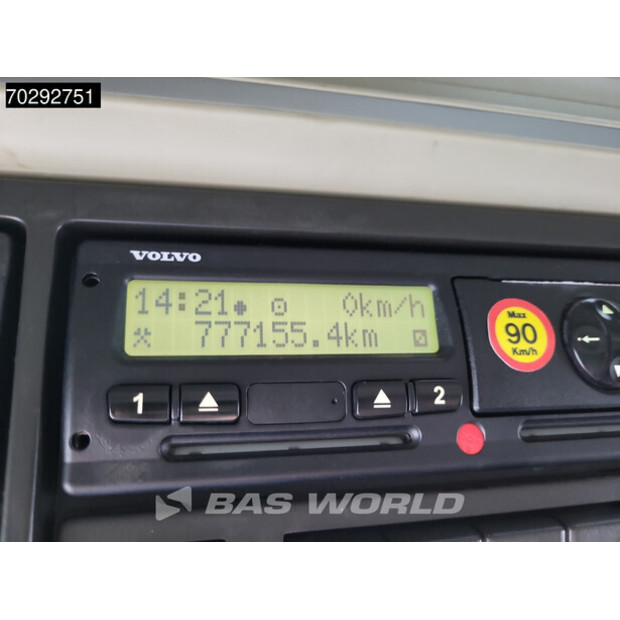 70292751
VOLVO
14:21 0km/h
777155.4km
Max
90
Km/h
1 2
BAS WORLD